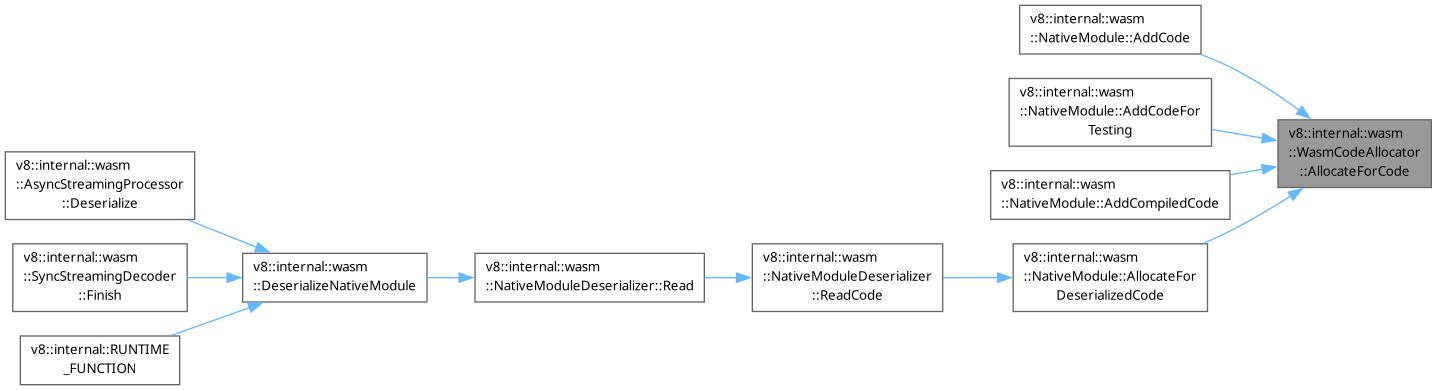 v8::internal::wasm
::NativeModule::AddCode
v8::internal::wasm
::NativeModule::AddCodeFor
Testing
v8::internal::wasm
::WasmCodeAllocator
::AllocateForCode
v8::internal::wasm
::AsyncStreamingProcessor
::Deserialize
v8::internal::wasm
::NativeModule::AddCompiledCode
v8::internal::wasm
::SyncStreamingDecoder
::Finish
v8::internal::wasm
::DeserializeNativeModule
v8::internal::wasm
::NativeModuleDeserializer::Read
v8::internal::wasm
::NativeModuleDeserializer
::ReadCode
v8::internal::wasm
::NativeModule::AllocateFor
DeserializedCode
v8::internal::RUNTIME
_FUNCTION